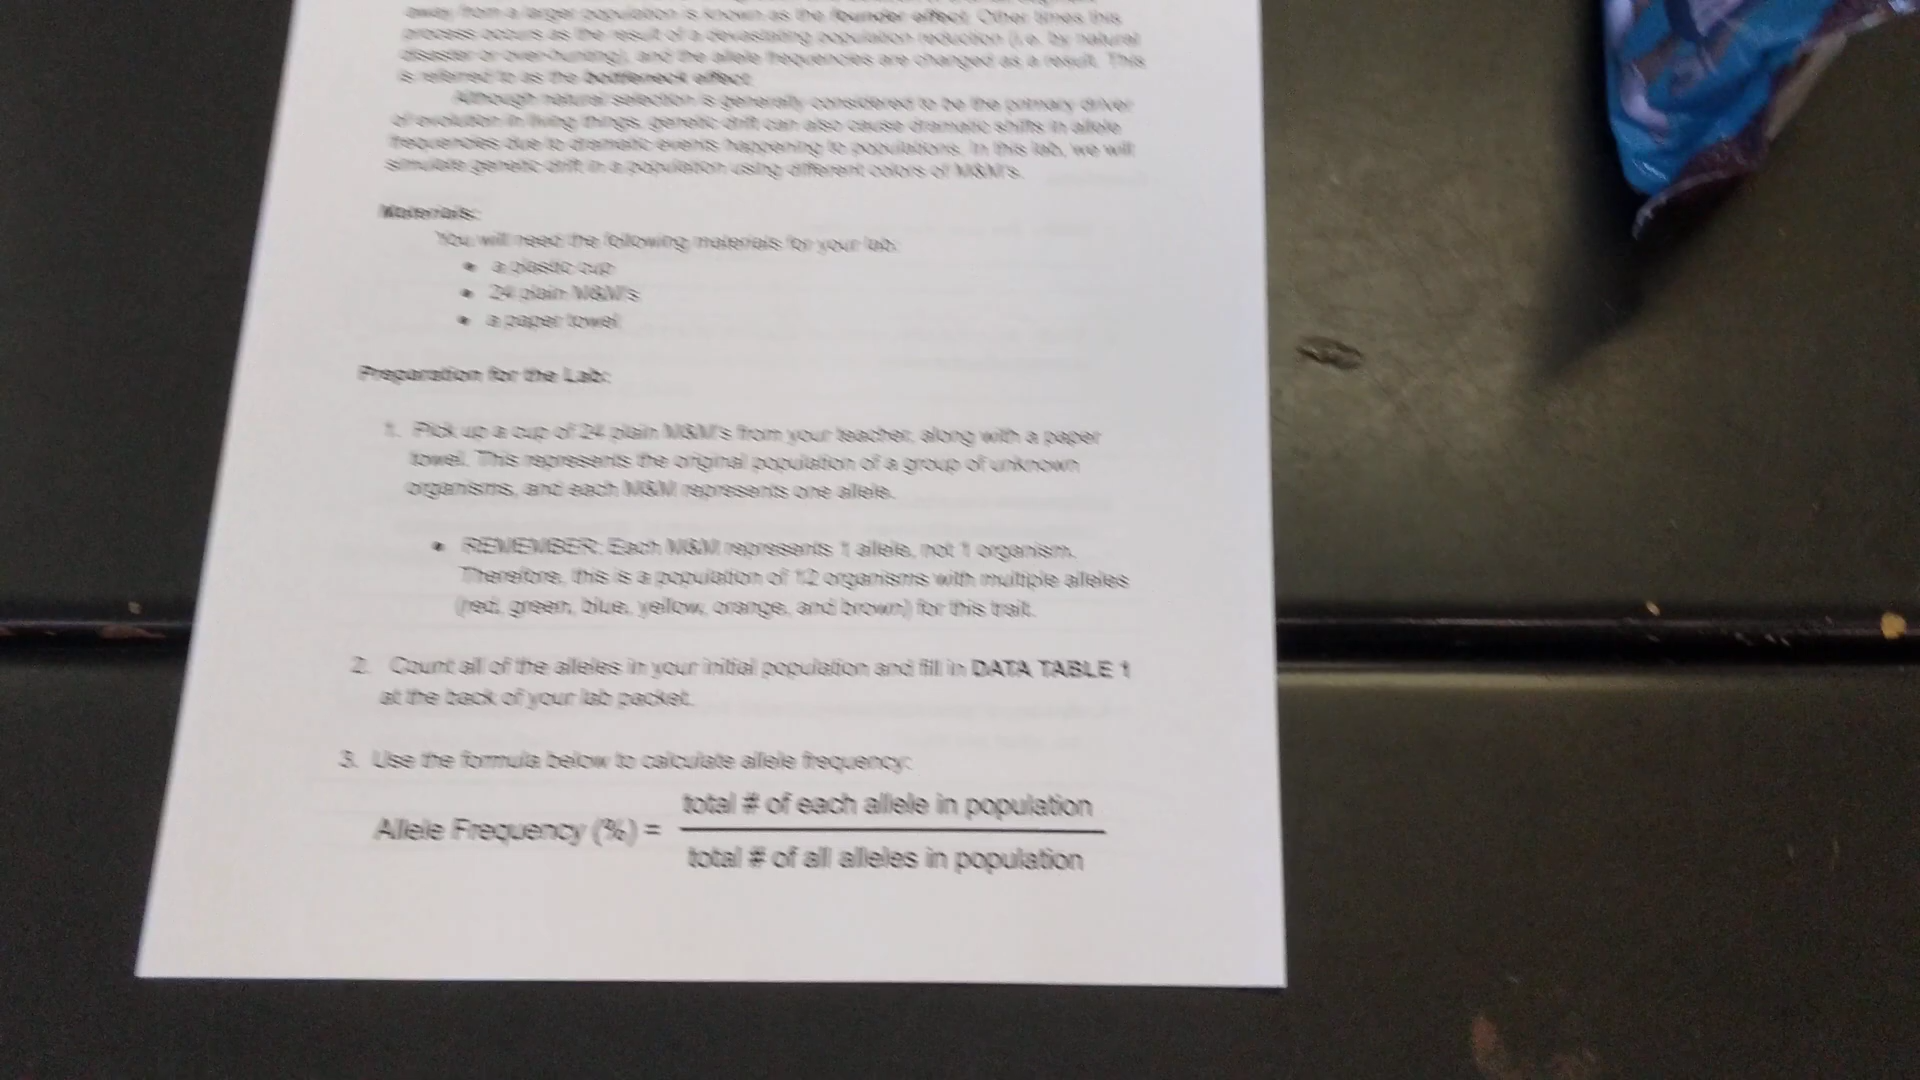 away from a larger population is known as the founder effect. Other times this
process occurs as the result of a devastating population reduction (i.e. by natural
disaster or over-hunting), and the allele frequencies are changed as a result. This
is referred to as the bottleneck effect.
Although natural selection is generally considered to be the primary driver
of evolution in living things, genetic drift can also cause dramatic shifts in allele
frequencies due to dramatic events happening to populations. In this lab, we will
simulate genetic drift in a population using different colors of M&M's.
Materials:
You will need the following materials for your lab:
• a plastic cup
• 24 plain M&M's
• a paper towel
Preparation for the Lab:
1. Pick up a cup of 24 plain M&M's from your teacher, along with a paper
towel. This represents the original population of a group of unknown
organisms, and each M&M represents one allele.
• REMEMBER: Each M&M represents 1 allele, not 1 organism.
Therefore, this is a population of 12 organisms with multiple alleles
(red, green, blue, yellow, orange, and brown) for this trait.
2. Count all of the alleles in your initial population and fill in DATA TABLE 1
at the back of your lab packet.
3. Use the formula below to calculate allele frequency:
total # of each allele in population
Allele Frequency (%) =
total # of all alleles in population